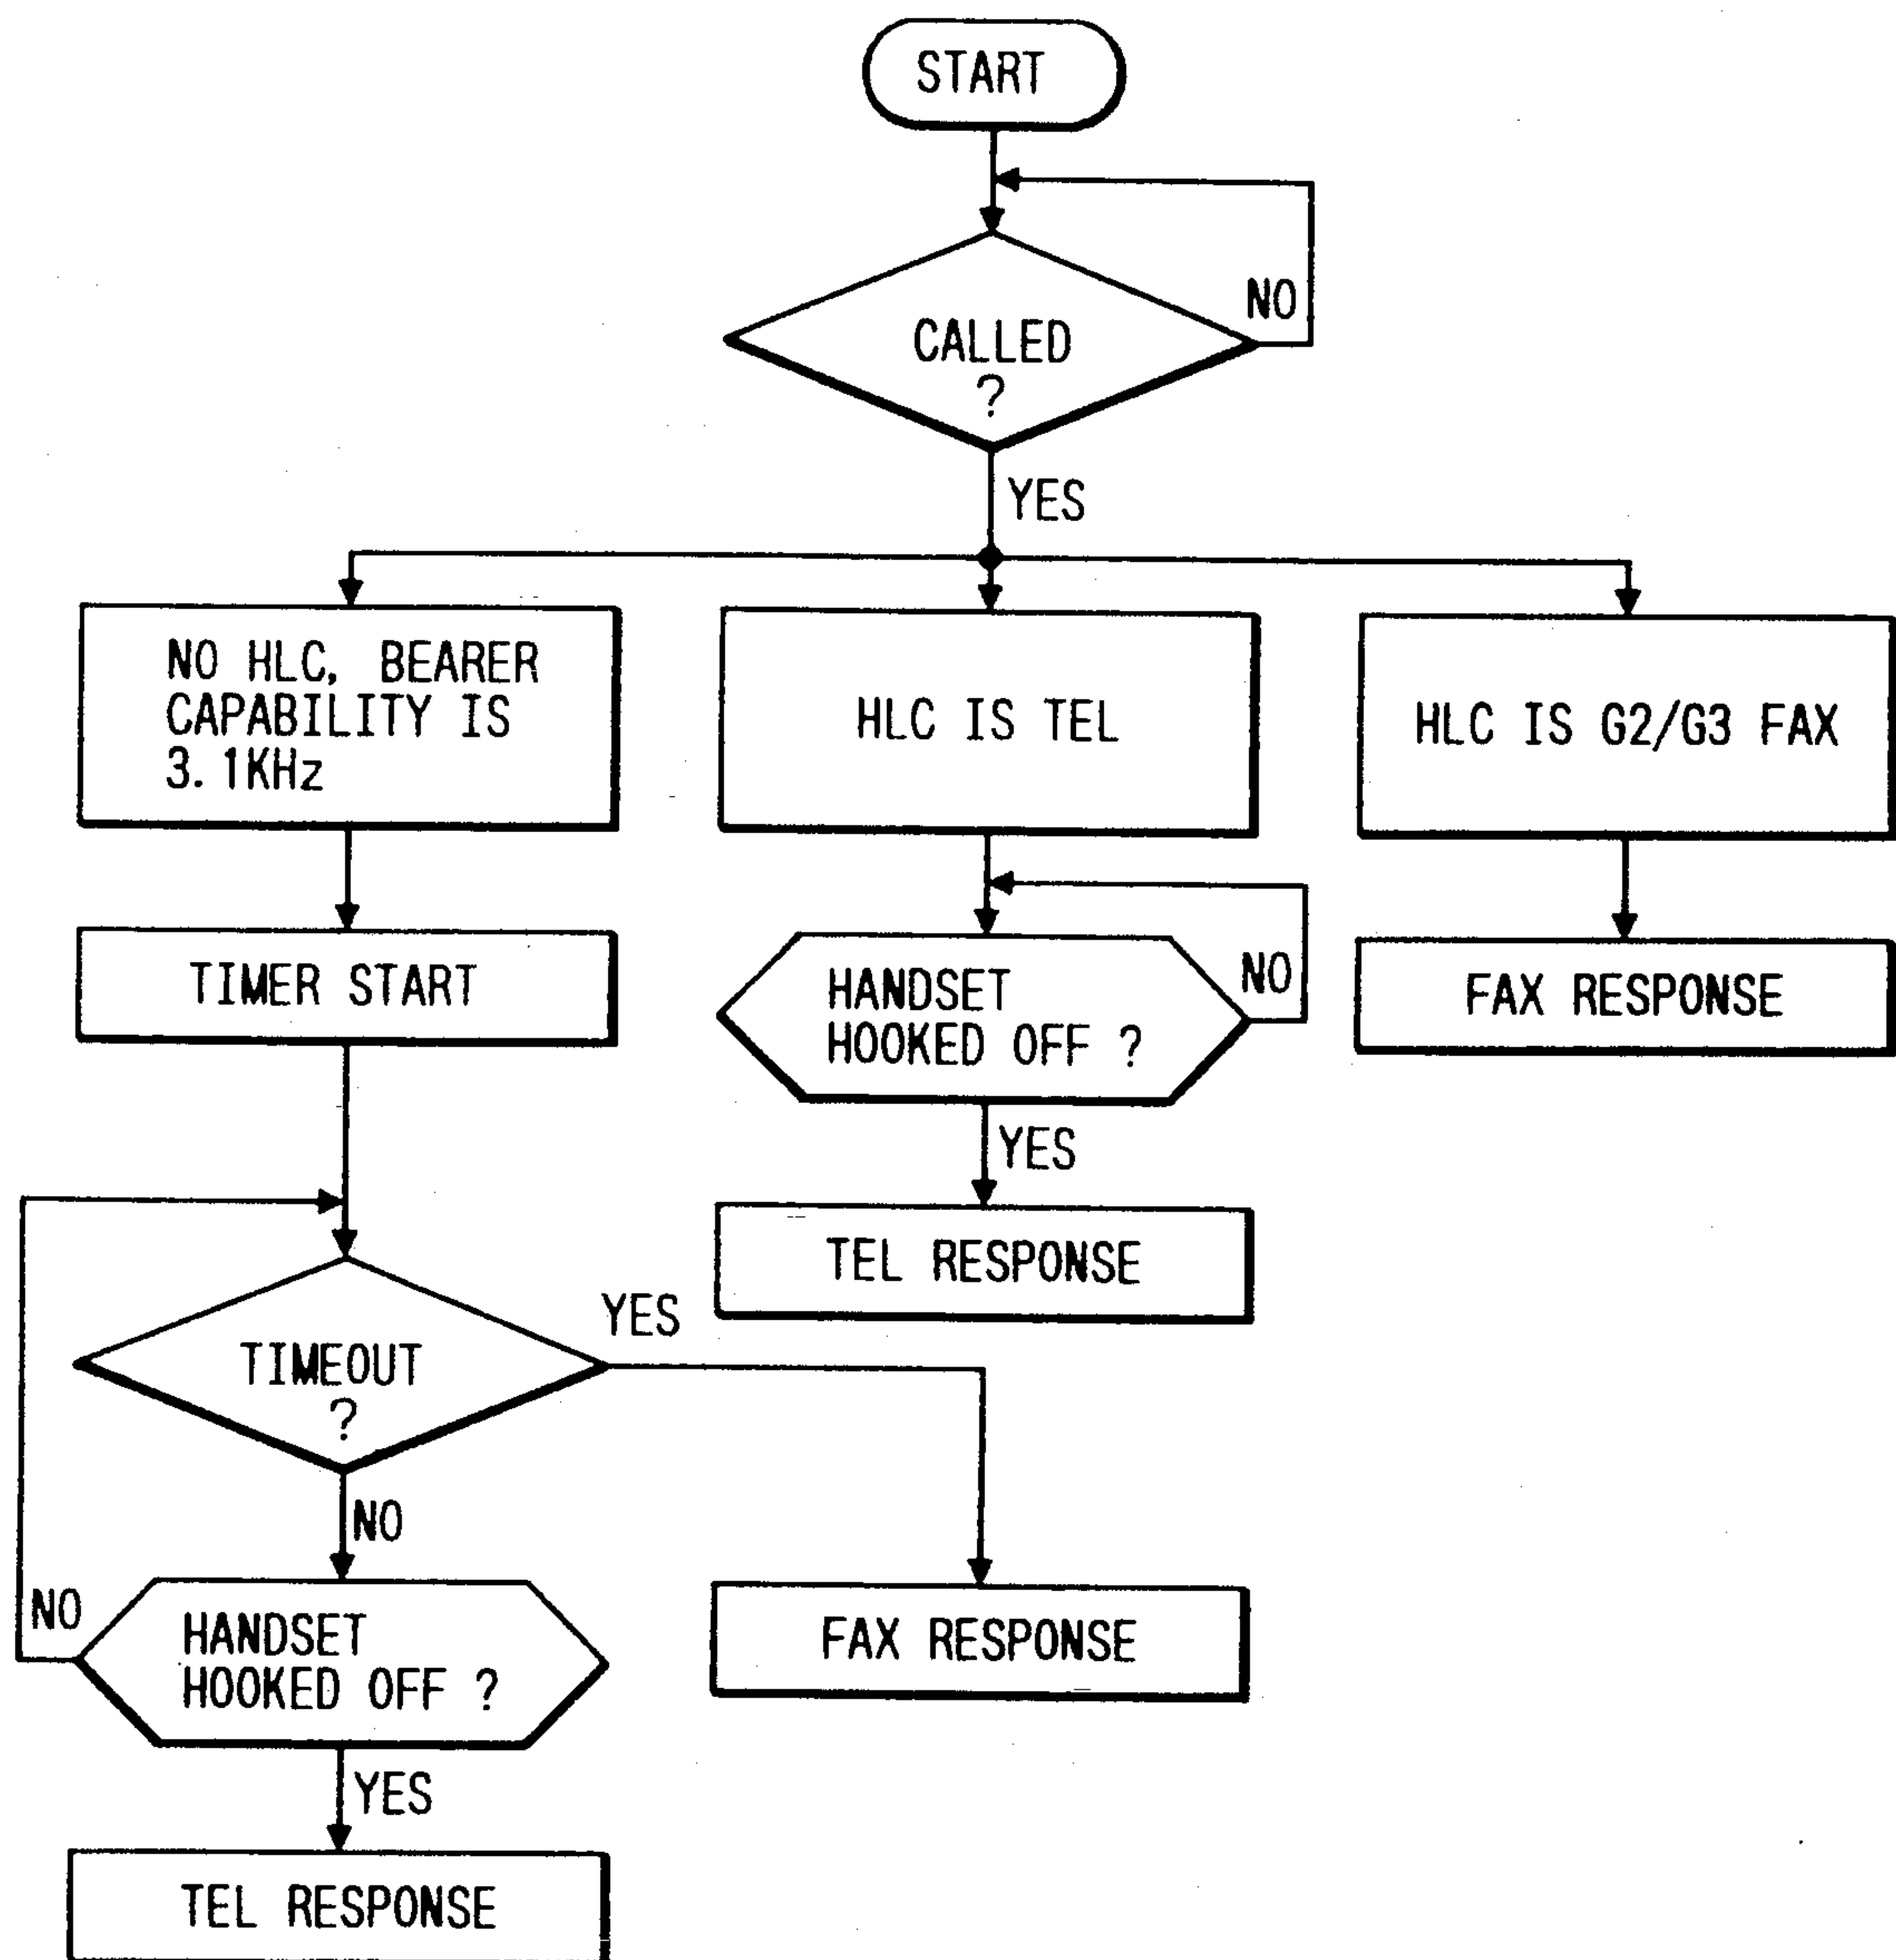 START
NO
CALLED
?
YES
NO HLC, BEARER
CAPABILITY IS
3.1KHz
HLC IS TEL
HLC IS G2/G3 FAX
TIMER START
HANDSET
HOOKED OFF ?
NO
FAX RESPONSE
YES
TEL RESPONSE
TIMEOUT
?
YES
NO
NO
HANDSET
HOOKED OFF ?
FAX RESPONSE
YES
TEL RESPONSE